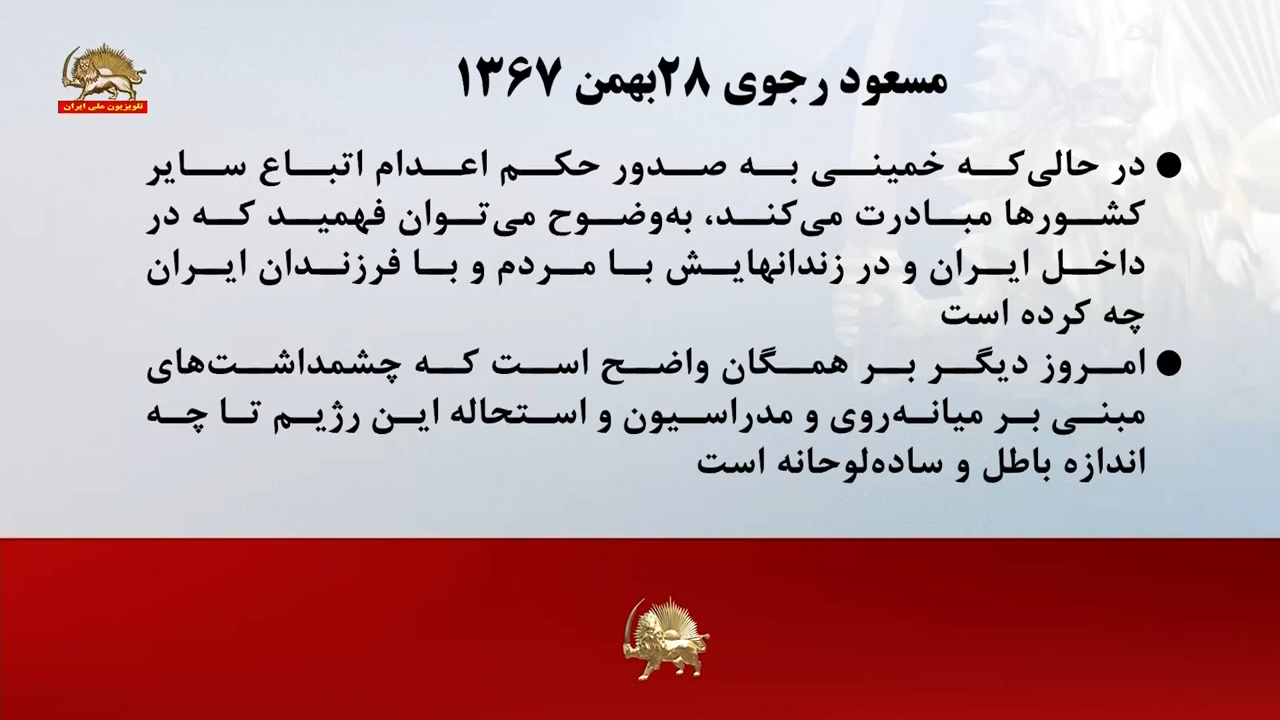 مسعود رجوی ۲۸بهمن ۱۳۶۷
تلویزیون ملی ایران
● در حالی‌که خمینی به صدور حکم اعدام اتباع سایر
کشورها مبادرت می‌کند، به‌وضوح می‌توان فهمید که در
داخل ایران و در زندانهایش با مردم و با فرزندان ایران
چه کرده است
● امروز دیگر بر همگان واضح است که چشمداشت‌های
مبنی بر میانه‌روی و مدراسیون و استحاله این رژیم تا چه
اندازه باطل و ساده‌لوحانه است